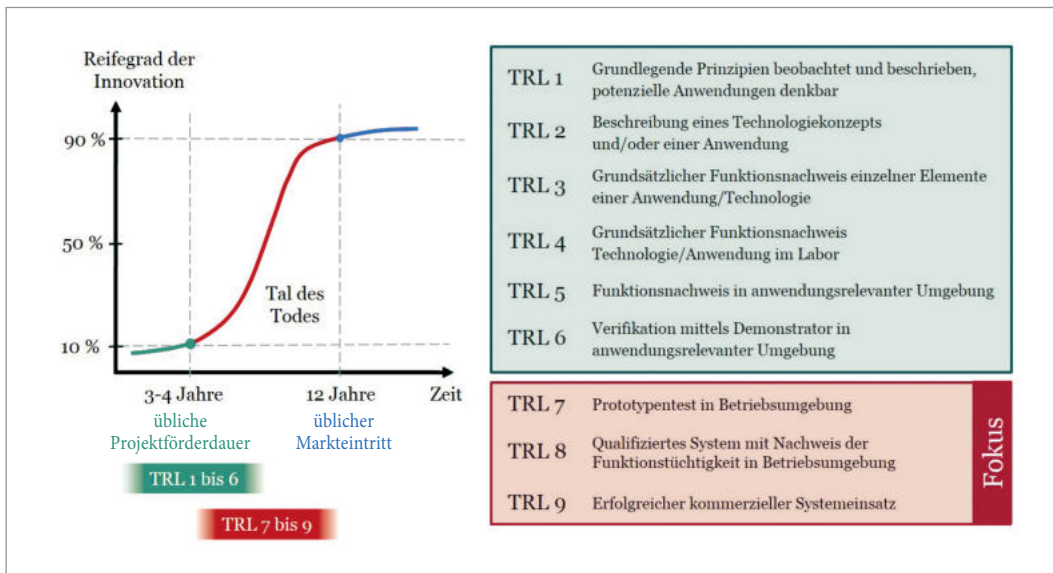 Reifegrad der
Innovation
90 %
50 %
10 %
Tal des
Todes
3-4 Jahre
12 Jahre
Zeit
übliche
Projektförderdauer
üblicher
Markteintritt
TRL 1 bis 6
TRL 7 bis 9
TRL 1
Grundlegende Prinzipien beobachtet und beschrieben,
potenzielle Anwendungen denkbar
TRL 2
Beschreibung eines Technologiekonzepts
und/oder einer Anwendung
TRL 3
Grundsätzlicher Funktionsnachweis einzelner Elemente
einer Anwendung/Technologie
TRL 4
Grundsätzlicher Funktionsnachweis
Technologie/Anwendung im Labor
TRL 5
Funktionsnachweis in anwendungsrelevanter Umgebung
TRL 6
Verifikation mittels Demonstrator in
anwendungsrelevanter Umgebung
TRL 7
Prototypentest in Betriebsumgebung
TRL 8
Qualifiziertes System mit Nachweis der
Funktionstüchtigkeit in Betriebsumgebung
TRL 9
Erfolgreicher kommerzieller Systemeinsatz
Fokus